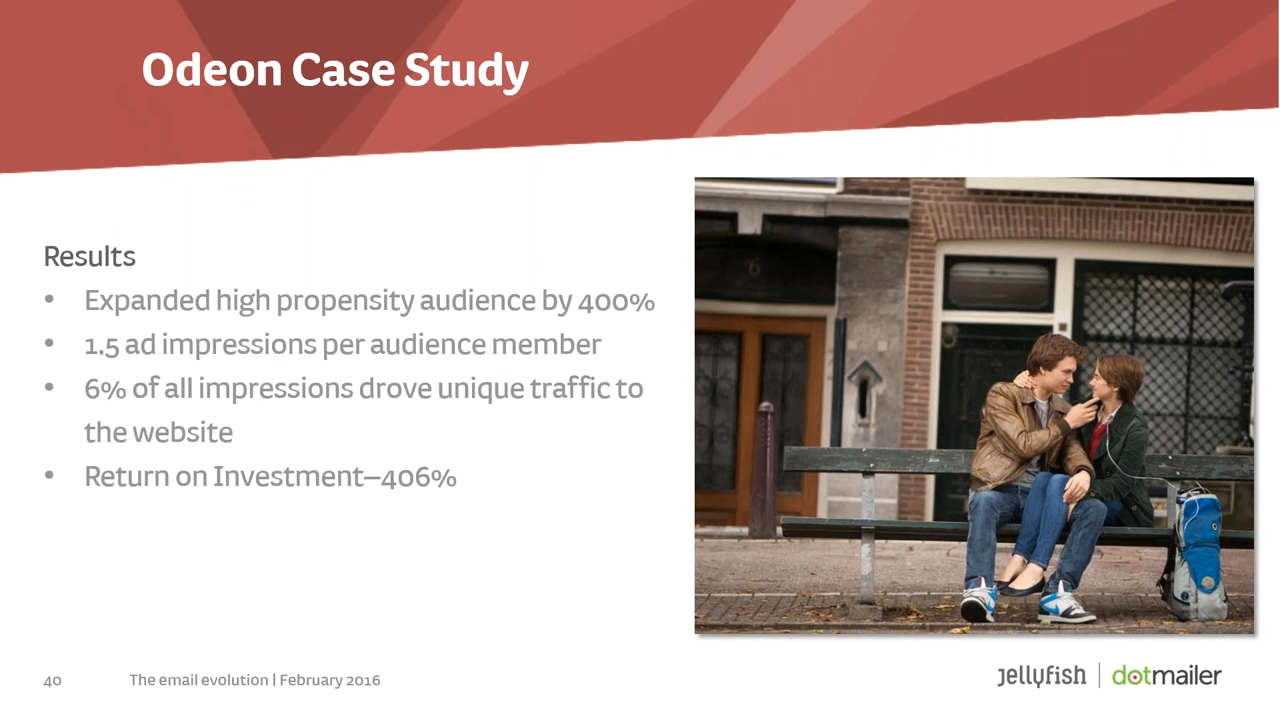 Odeon Case Study
Results
• Expanded high propensity audience by 400%
• 1.5 ad impressions per audience member
• 6% of all impressions drove unique traffic to
the website
• Return on Investment–406%
6
40 The email evolution | February 2016
jellyfish | dotmailer